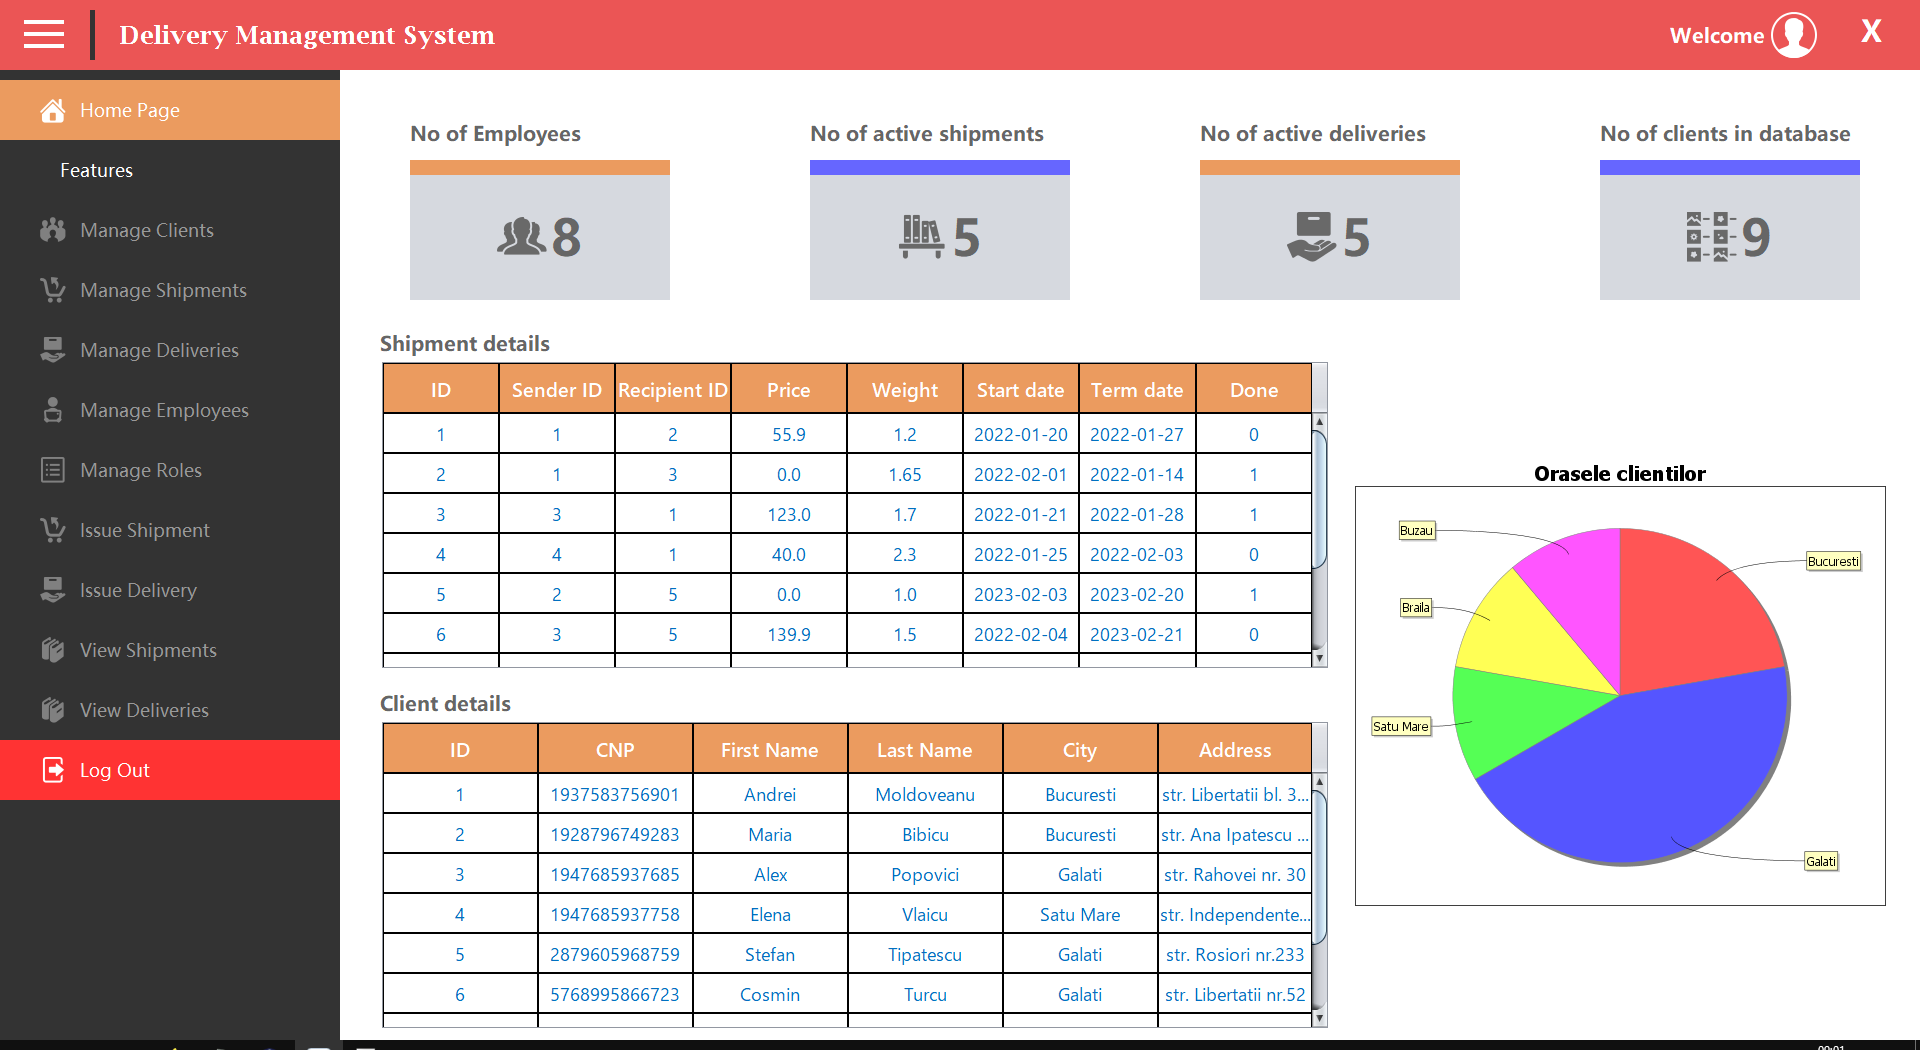 Delivery Management System
Welcome
X
Home Page
Features
Manage Clients
Manage Shipments
Manage Deliveries
Manage Employees
Manage Roles
Issue Shipment
Issue Delivery
View Shipments
View Deliveries
Log Out
No of Employees
8
No of active shipments
5
No of active deliveries
5
No of clients in database
9
Shipment details
ID Sender ID Recipient ID Price Weight Start date Term date Done
1 1 2 55.9 1.2 2022-01-20 2022-01-27 0
2 1 3 0.0 1.65 2022-02-01 2022-01-14 1
3 3 1 123.0 1.7 2022-01-21 2022-01-28 1
4 4 1 40.0 2.3 2022-01-25 2022-02-03 0
5 2 5 0.0 1.0 2023-02-03 2023-02-20 1
6 3 5 139.9 1.5 2022-02-04 2023-02-21 0
Client details
ID CNP First Name Last Name City Address
1 1937583756901 Andrei Moldoveanu Bucuresti str. Libertatii bl. 3...
2 1928796749283 Maria Bibicu Bucuresti str. Ana Ipatescu ...
3 1947685937685 Alex Popovici Galati str. Rahovei nr. 30
4 1947685937758 Elena Vlaicu Satu Mare str. Independente...
5 2879605968759 Stefan Tipatescu Galati str. Rosiori nr.233
6 5768995866723 Cosmin Turcu Galati str. Libertatii nr.52
Orasele clientilor
Buzau
Bucuresti
Braila
Satu Mare
Galati